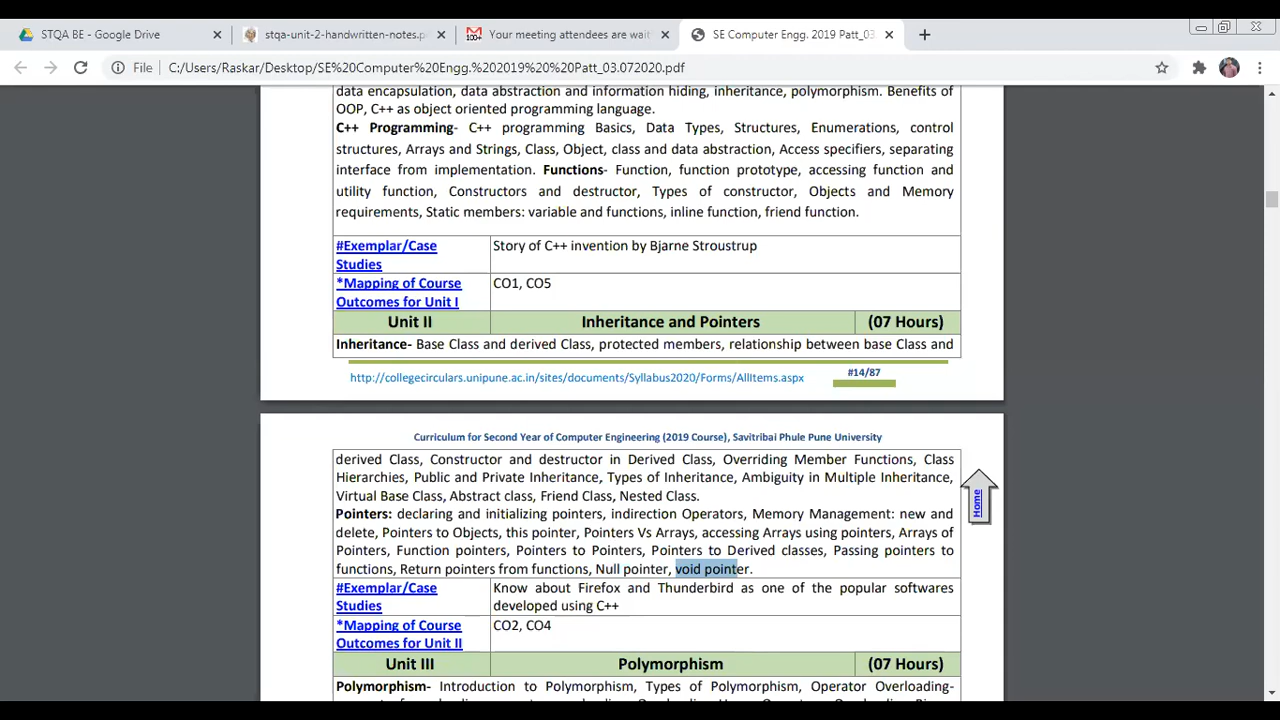 STQA BE - Google Drive
stqa-unit-2-handwritten-notes.p
100+
Your meeting attendees are wait
SE Computer Engg. 2019 Patt_03.
File
C:/Users/Raskar/Desktop/SE%20Computer%20Engg.%202019%20%20Patt_03.072020.pdf
data encapsulation, data abstraction and information hiding, inheritance, polymorphism. Benefits of
OOP, C++ as object oriented programming language.
C++ Programming- C++ programming Basics, Data Types, Structures, Enumerations, control
structures, Arrays and Strings, Class, Object, class and data abstraction, Access specifiers, separating
interface from implementation. Functions- Function, function prototype, accessing function and
utility function, Constructors and destructor, Types of constructor, Objects and Memory
requirements, Static members: variable and functions, inline function, friend function.
#Exemplar/Case Studies
Story of C++ invention by Bjarne Stroustrup
*Mapping of Course Outcomes for Unit I
CO1, CO5
Unit II
Inheritance and Pointers
(07 Hours)
Inheritance- Base Class and derived Class, protected members, relationship between base Class and
http://collegecirculars.unipune.ac.in/sites/documents/Syllabus2020/Forms/AllItems.aspx
#14/87
Curriculum for Second Year of Computer Engineering (2019 Course), Savitribai Phule Pune University
derived Class, Constructor and destructor in Derived Class, Overriding Member Functions, Class
Hierarchies, Public and Private Inheritance, Types of Inheritance, Ambiguity in Multiple Inheritance,
Virtual Base Class, Abstract class, Friend Class, Nested Class.
Home
Pointers: declaring and initializing pointers, indirection Operators, Memory Management: new and
delete, Pointers to Objects, this pointer, Pointers Vs Arrays, accessing Arrays using pointers, Arrays of
Pointers, Function pointers, Pointers to Pointers, Pointers to Derived classes, Passing pointers to
functions, Return pointers from functions, Null pointer, void pointer.
#Exemplar/Case Studies
Know about Firefox and Thunderbird as one of the popular softwares
developed using C++
*Mapping of Course Outcomes for Unit II
CO2, CO4
Unit III
Polymorphism
(07 Hours)
Polymorphism- Introduction to Polymorphism, Types of Polymorphism, Operator Overloading-